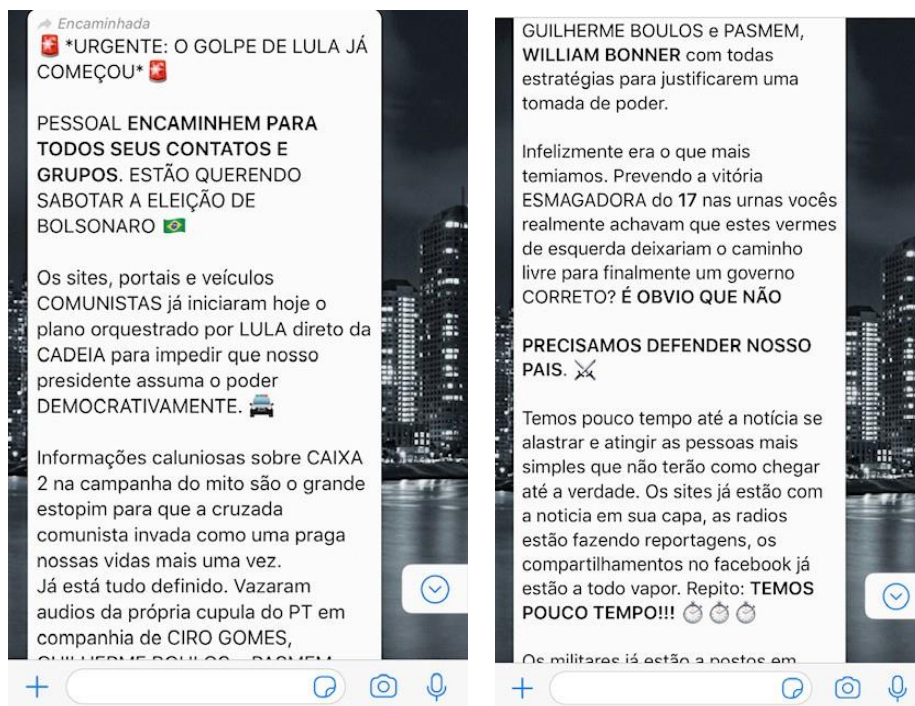 Encaminhada
🚨 *URGENTE: O GOLPE DE LULA JÁ
COMEÇOU* 🚨
PESSOAL ENCAMINHEM PARA
TODOS SEUS CONTATOS E
GRUPOS. ESTÃO QUERENDO
SABOTAR A ELEIÇÃO DE
BOLSONARO 🇧🇷
Os sites, portais e veículos
COMUNISTAS já iniciaram hoje o
plano orquestrado por LULA direto da
CADEIA para impedir que nosso
presidente assuma o poder
DEMOCRATIVAMENTE. 🚔
Informações caluniosas sobre CAIXA
2 na campanha do mito são o grande
estopim para que a cruzada
comunista invada como uma praga
nossas vidas mais uma vez.
Já está tudo definido. Vazaram
audios da própria cupula do PT em
companhia de CIRO GOMES,
GUILHERME BOULOS e PASMEM,
GUILHERME BOULOS e PASMEM,
WILLIAM BONNER com todas
estratégias para justificarem uma
tomada de poder.
Infelizmente era o que mais
temiamos. Prevendo a vitória
ESMAGADORA do 17 nas urnas vocês
realmente achavam que estes vermes
de esquerda deixariam o caminho
livre para finalmente um governo
CORRETO? É OBVIO QUE NÃO
PRECISAMOS DEFENDER NOSSO
PAIS. ⚔️
Temos pouco tempo até a notícia se
alastrar e atingir as pessoas mais
simples que não terão como chegar
até a verdade. Os sites já estão com
a noticia em sua capa, as radios
estão fazendo reportagens, os
compartilhamentos no facebook já
estão a todo vapor. Repito: TEMOS
POUCO TEMPO!!! ⏱️⏱️⏱️
Os militares já estão a postos em